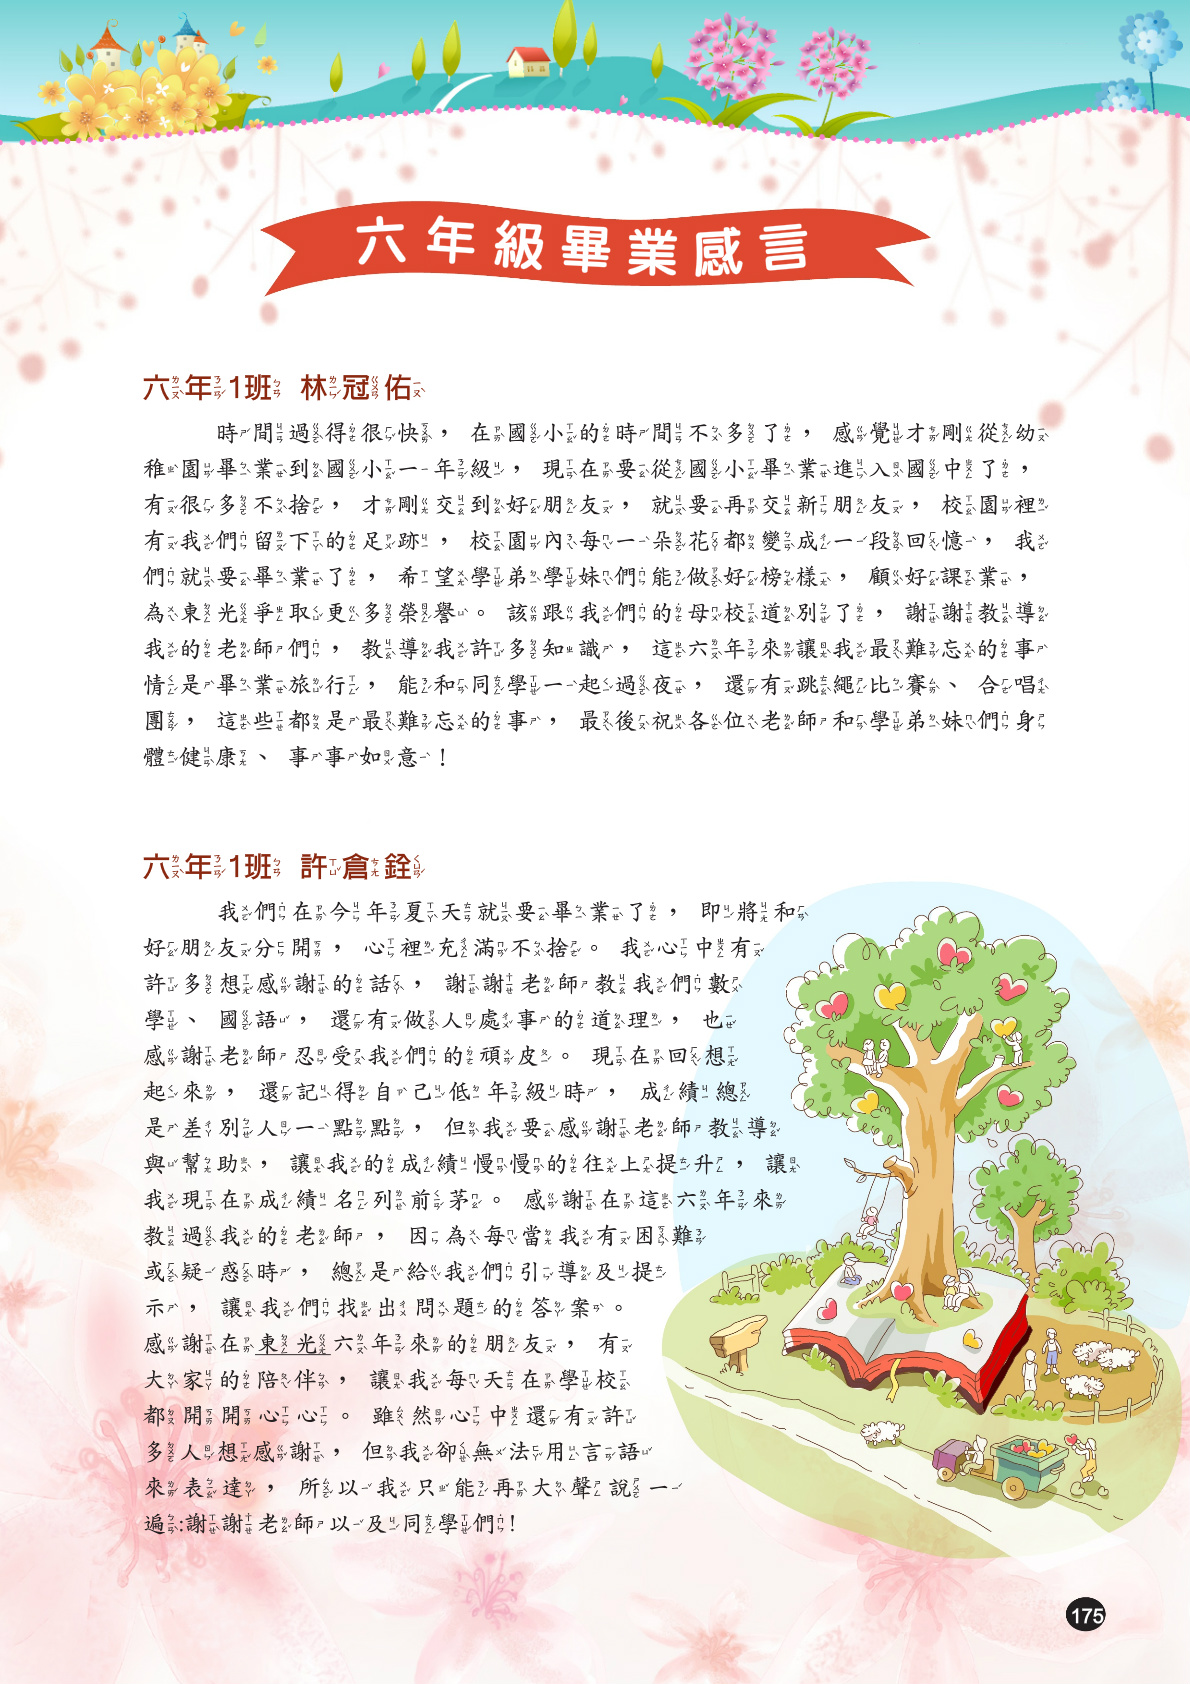 六年級畢業感言
六年1班 林冠佑
時間過得很快，在國小的時間不多了，感覺才剛從幼
稚園畢業到國小一年級，現在要從國小畢業進入國中了，
有很多不捨，才剛交到好朋友，就要再交新朋友，校園裡
有我們留下的足跡，校園內每一朵花都變成一段回憶，我
們就要畢業了，希望學弟學妹們能做好榜樣，顧好課業，
為東光爭取更多榮譽。該跟我們的母校道別了，謝謝教導
我的老師們，教導我許多知識，這六年來讓我最難忘的事
情是畢業旅行，能和同學一起過夜，還有跳繩比賽、合唱
團，這些都是最難忘的事，最後祝各位老師和學弟妹們身
體健康、事事如意！
六年1班 許倉銓
我們在今年夏天就要畢業了，即將和
好朋友分開，心裡充滿不捨。我心中有
許多想感謝的話，謝謝老師教我們數
學、國語，還有做人處事的道理，也
感謝老師忍受我們的頑皮。現在回想
起來，還記得自己低年級時，成績總
是差別人一點點，但我要感謝老師教導
與幫助，讓我的成績慢慢的往上提升，讓
我現在成績名列前茅。感謝在這六年來
教過我的老師，因為每當我有困難
或疑惑時，總是給我們引導及提
示，讓我們找出問題的答案。
感謝在東光六年來的朋友，有
大家的陪伴，讓我每天在學校
都開開心心。雖然心中還有許
多人想感謝，但我卻無法用言語
來表達，所以我只能再大聲說一
遍:謝謝老師以及同學們!
175